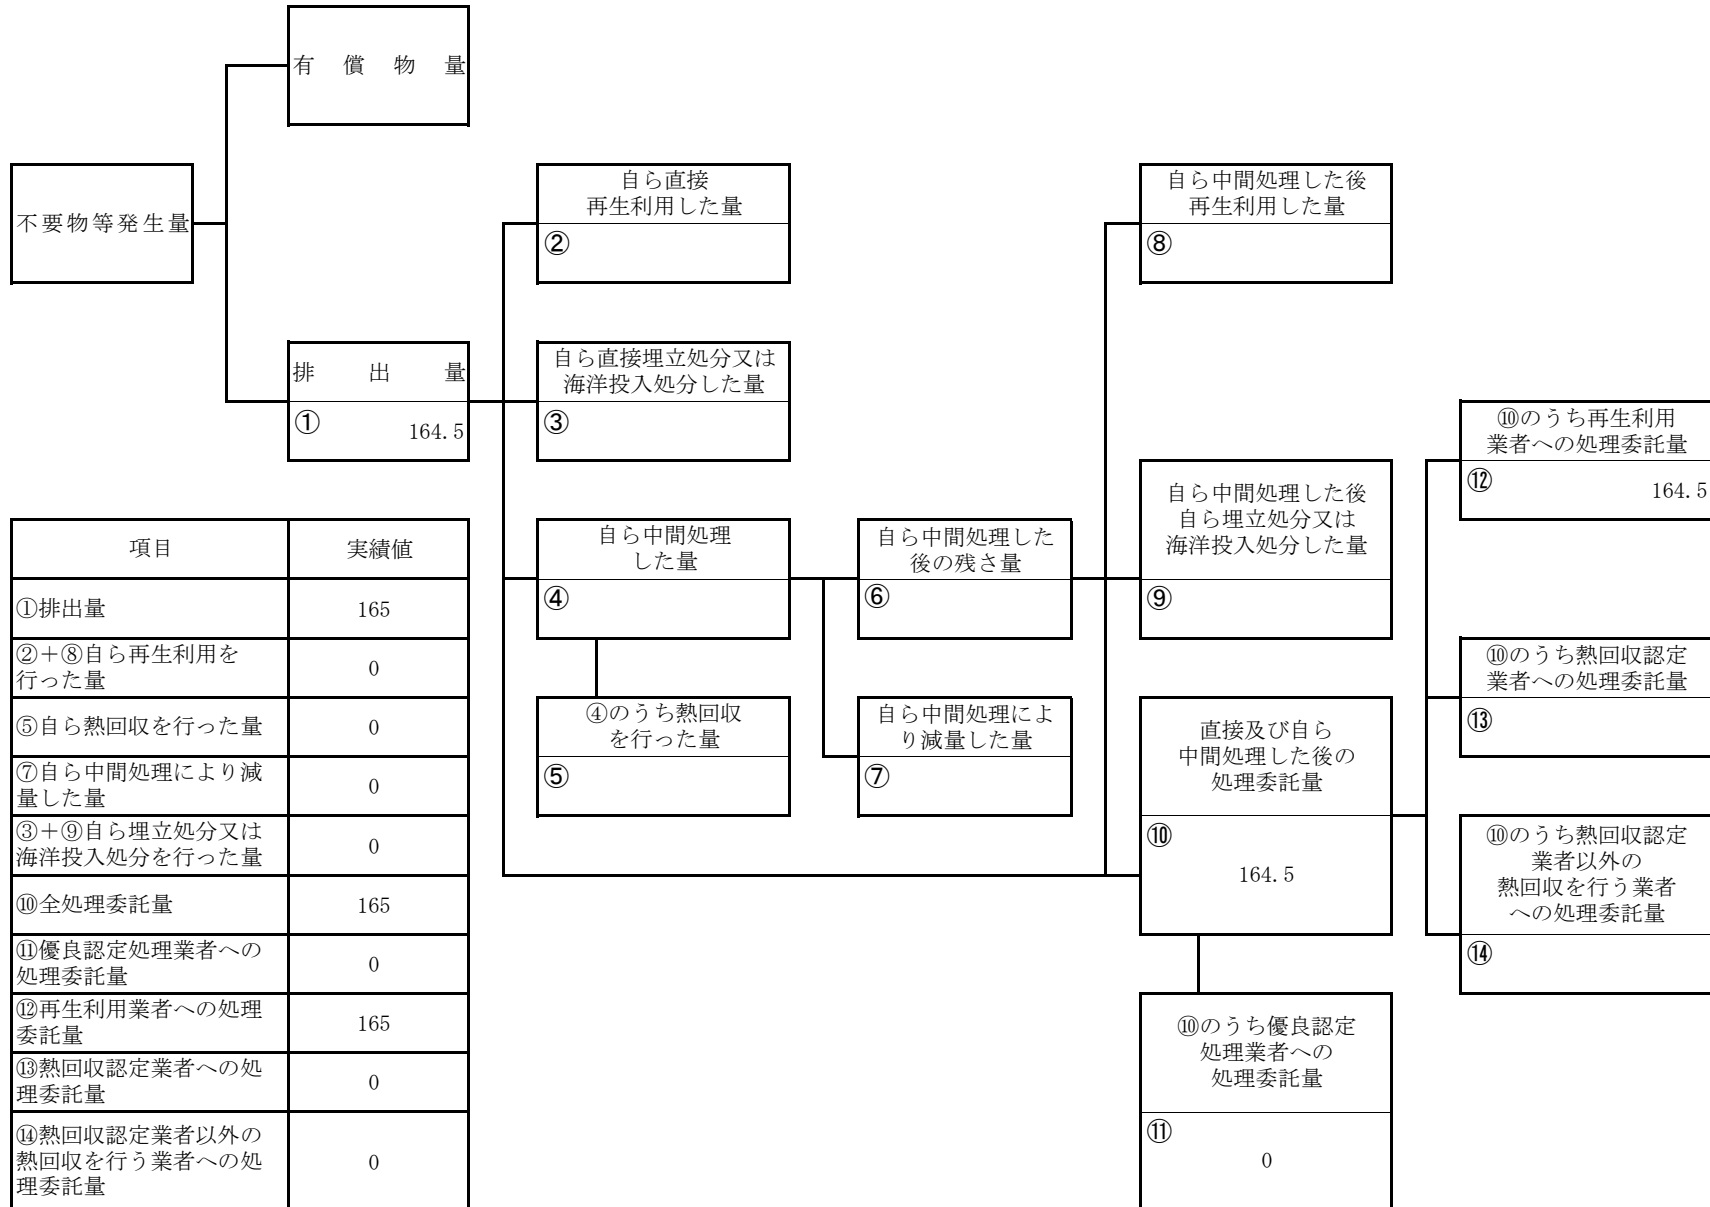 有償物量
不要物等発生量
自ら直接
再生利用した量
②
自ら中間処理した後
再生利用した量
⑧
排出量
① 164.5
自ら直接埋立処分又は
海洋投入処分した量
③
⑩のうち再生利用
業者への処理委託量
⑫ 164.5
自ら中間処理
した量
④
自ら中間処理した
後の残さ量
⑥
自ら中間処理した後
自ら埋立処分又は
海洋投入処分した量
⑨
⑩のうち熱回収認定
業者への処理委託量
⑬
④のうち熱回収
を行った量
⑤
自ら中間処理によ
り減量した量
⑦
直接及び自ら
中間処理した後の
処理委託量
⑩
164.5
⑩のうち熱回収認定
業者以外の
熱回収を行う業者
への処理委託量
⑭
⑩のうち優良認定
処理業者への
処理委託量
⑪
0
項目 実績値
①排出量 165
②+⑧自ら再生利用を
行った量 0
⑤自ら熱回収を行った量 0
⑦自ら中間処理により減
量した量 0
③+⑨自ら埋立処分又は
海洋投入処分を行った量 0
⑩全処理委託量 165
⑪優良認定処理業者への
処理委託量 0
⑫再生利用業者への処理
委託量 165
⑬熱回収認定業者への処
理委託量 0
⑭熱回収認定業者以外の
熱回収を行う業者への処 0
理委託量